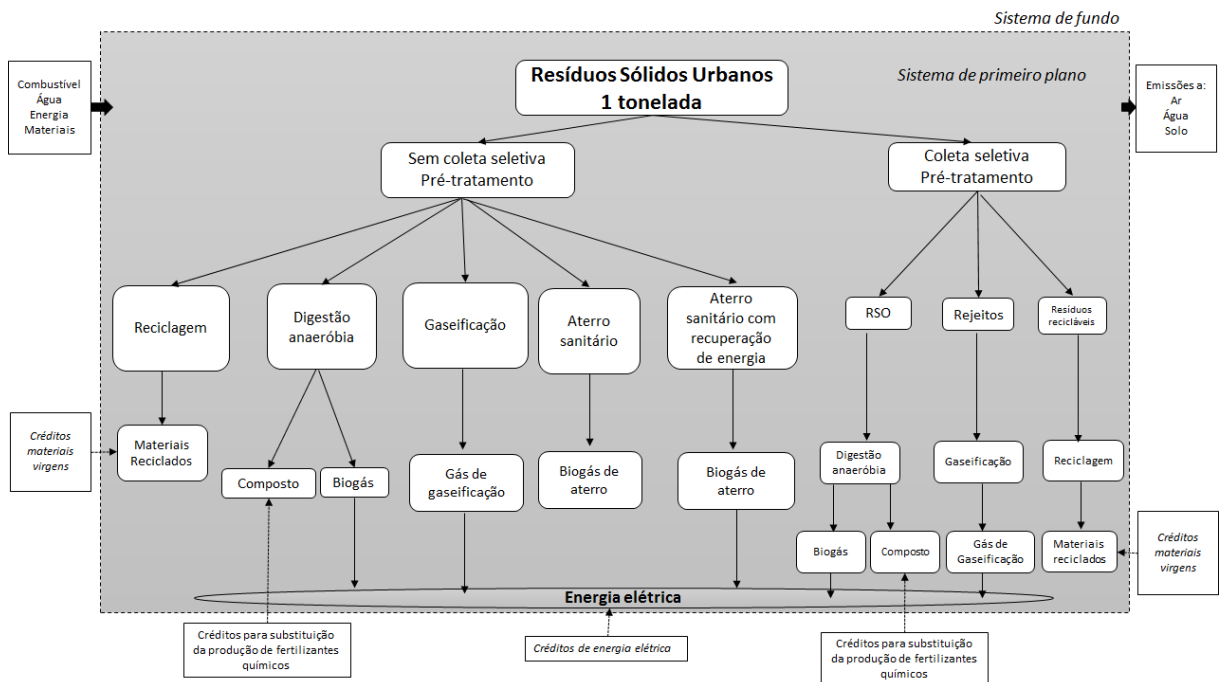 Sistema de fundo
Combustível
Água
Energia
Materiais
Resíduos Sólidos Urbanos
1 tonelada
Sistema de primeiro plano
Emissões a:
Ar
Água
Solo
Sem coleta seletiva
Pré-tratamento
Coleta seletiva
Pré-tratamento
Reciclagem
Digestão
anaeróbia
Gaseificação
Aterro
sanitário
Aterro
sanitário com
recuperação
de energia
RSO
Rejeitos
Resíduos
recicláveis
Créditos
materiais
virgens
Materiais
Reciclados
Composto
Biogás
Gás de
gaseificação
Biogás de
aterro
Biogás de
aterro
Digestão
anaeróbia
Gaseificação
Reciclagem
Biogás
Composto
Gás de
Gaseificação
Materiais
reciclados
Créditos
materiais
virgens
Energia elétrica
Créditos para substituição
da produção de fertilizantes
químicos
Créditos de energia elétrica
Créditos para substituição
da produção de fertilizantes
químicos